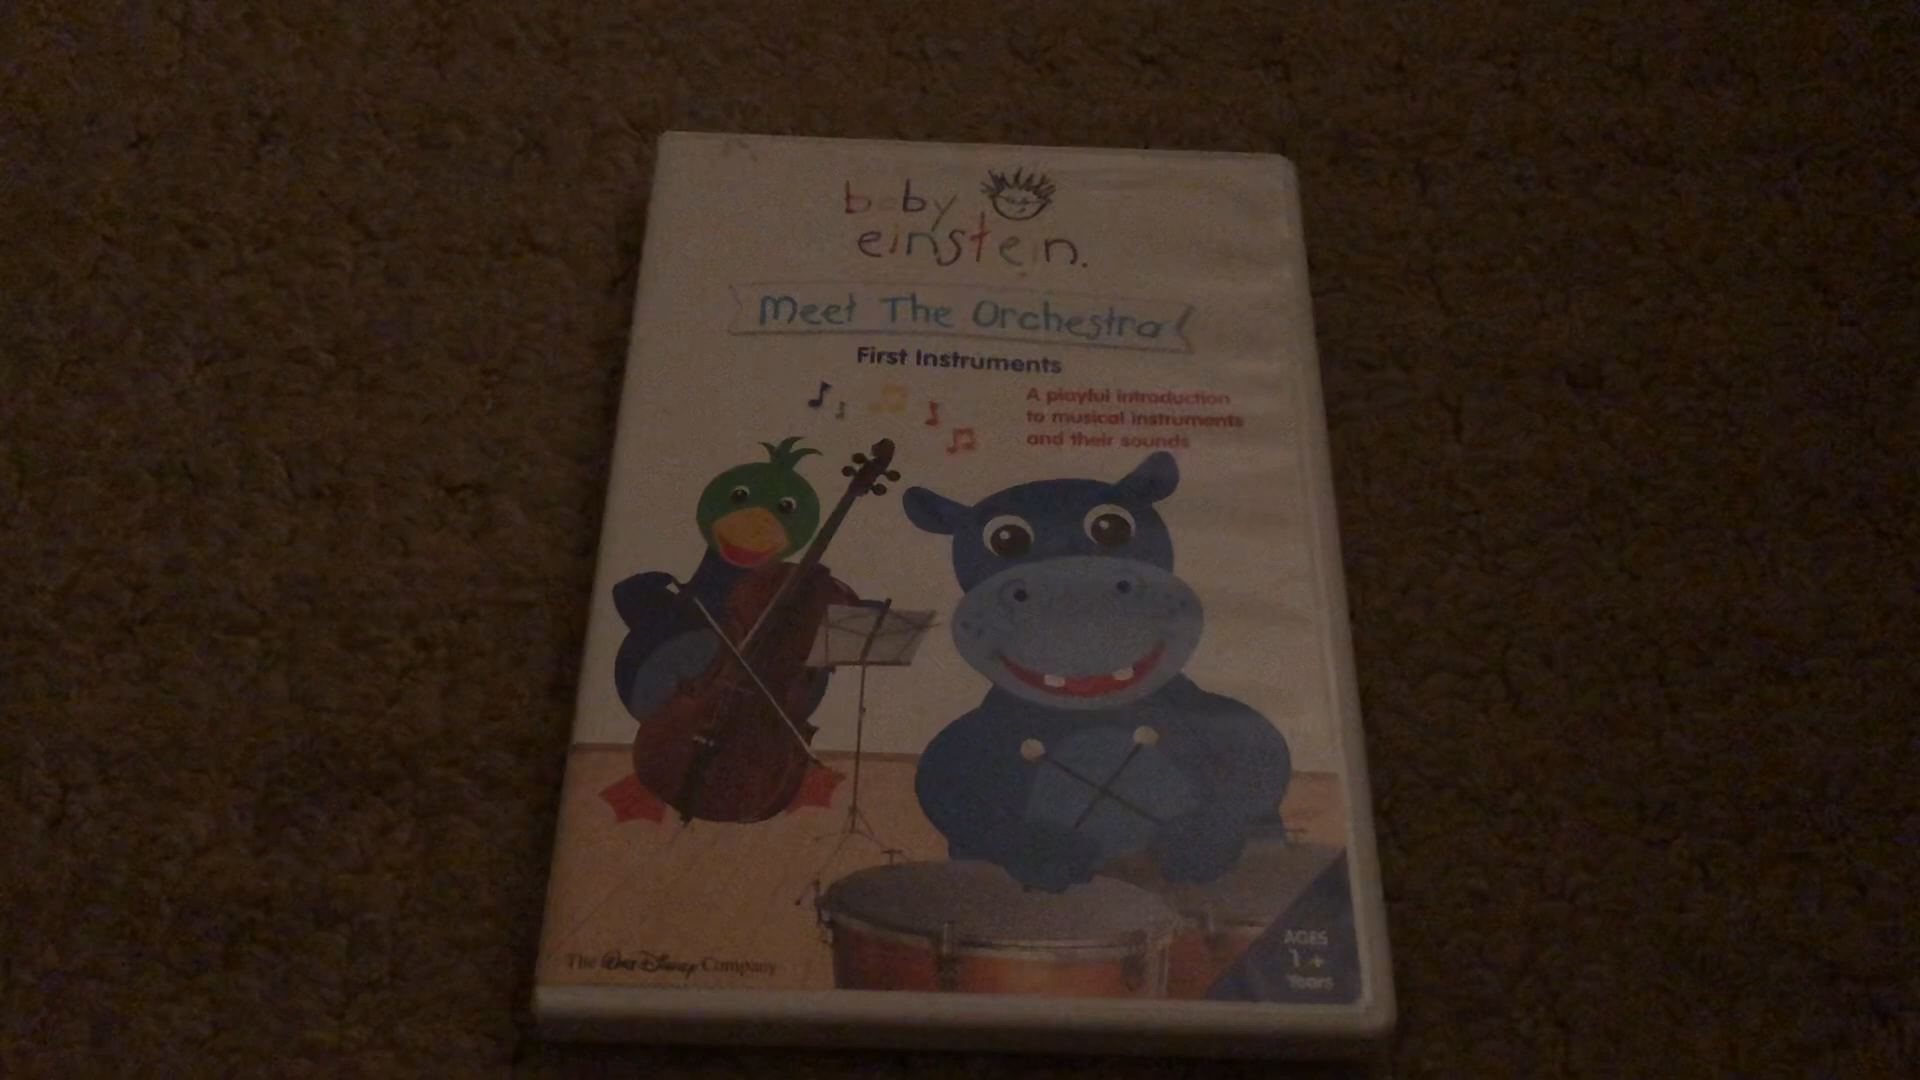 baby
einstein.
Meet The Orchestra
First Instruments
A playful introduction
to musical instruments
and their sounds
The Walt Disney Company
AGES
1+
Years